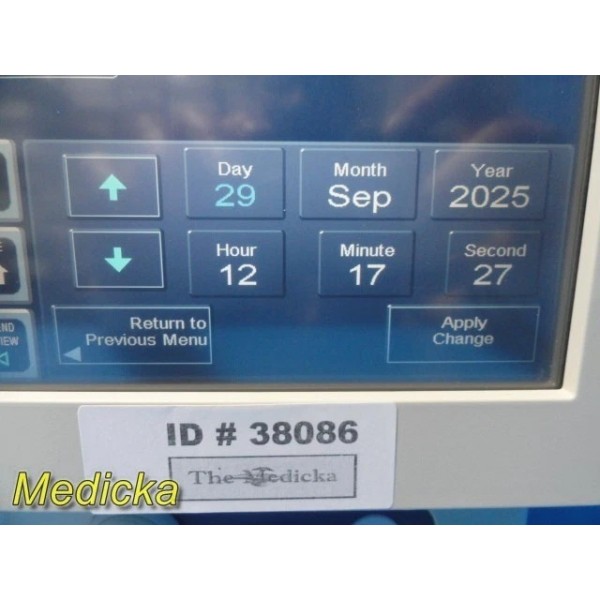 Day
29
Month
Sep
Year
2025
Hour
12
Minute
17
Second
27
Return to
Previous Menu
Apply
Change
ID # 38086
The Medicka
Medicka